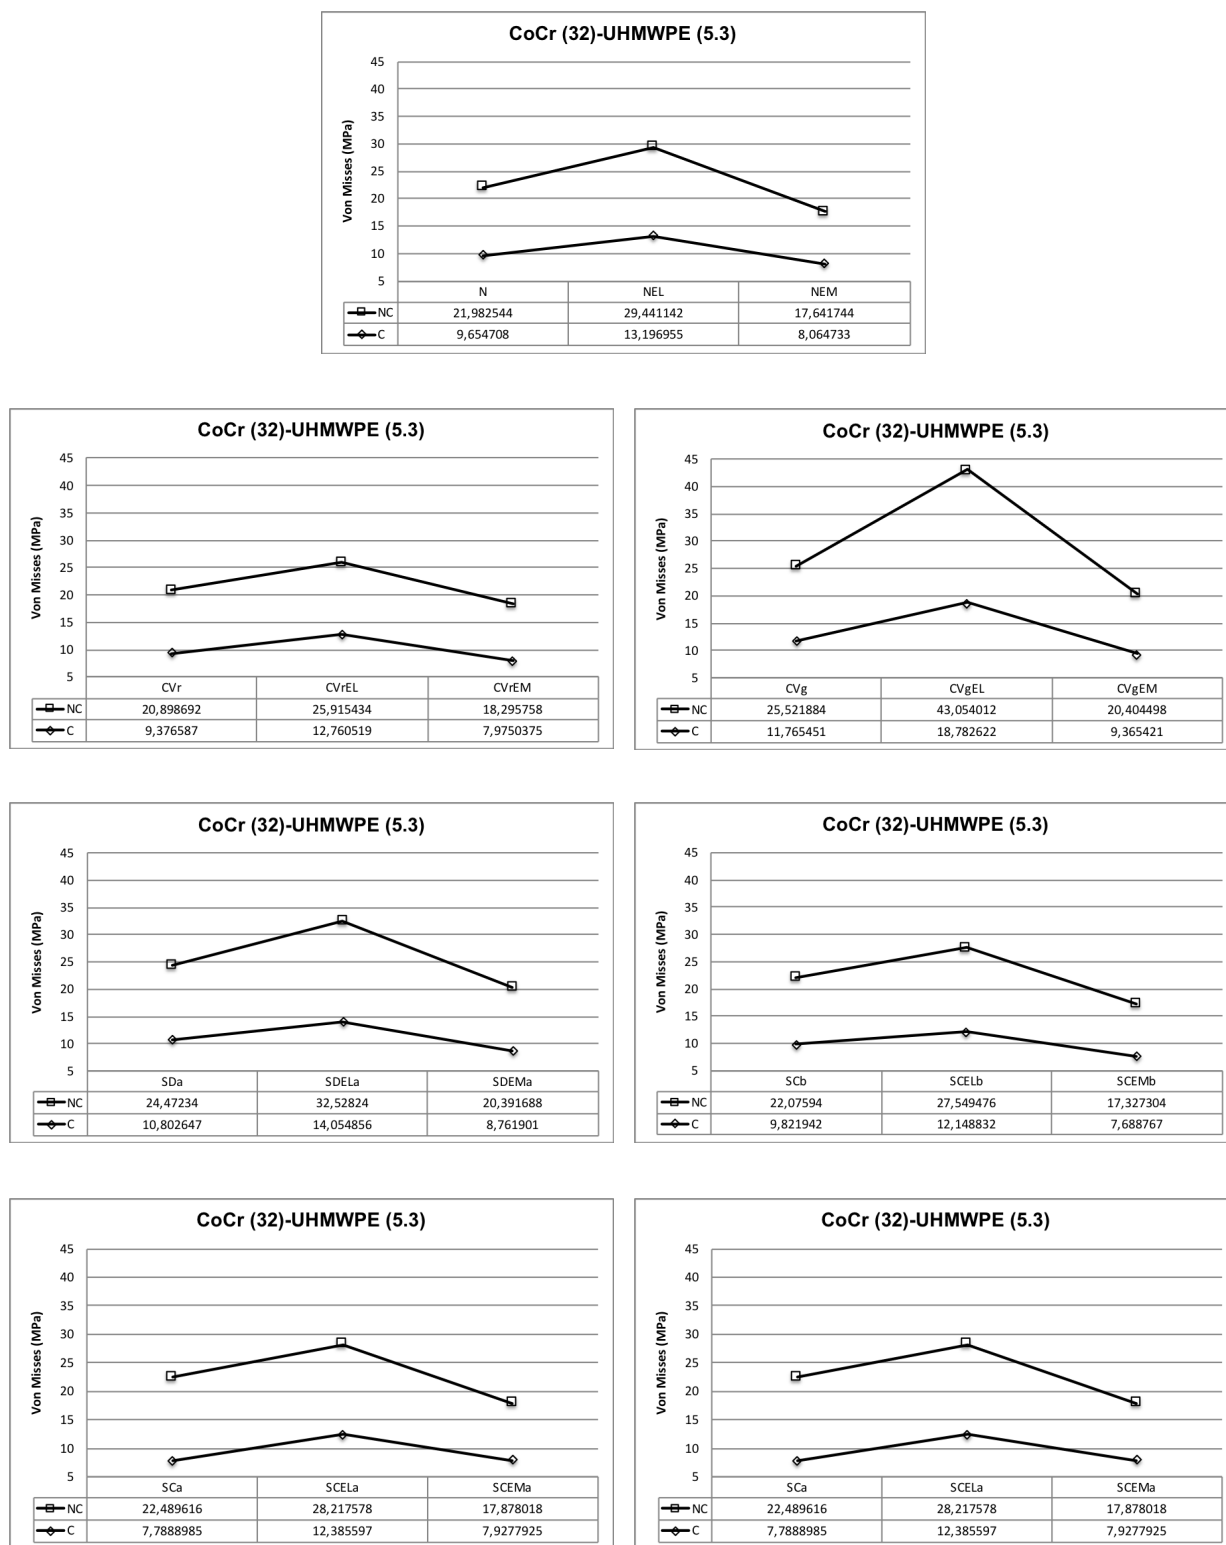 CoCr (32)-UHMWPE (5.3)
Von Misses (MPa)
45
40
35
30
25
20
15
10
5
N NEL NEM
NC 21,982544 29,441142 17,641744
C 9,654708 13,196955 8,064733
CoCr (32)-UHMWPE (5.3)
Von Misses (MPa)
45
40
35
30
25
20
15
10
5
CVr CVrEL CVrEM
NC 20,898692 25,915434 18,295758
C 9,376587 12,760519 7,9750375
CoCr (32)-UHMWPE (5.3)
Von Misses (MPa)
45
40
35
30
25
20
15
10
5
CVg CVgEL CVgEM
NC 25,521884 43,054012 20,404498
C 11,765451 18,782622 9,365421
CoCr (32)-UHMWPE (5.3)
Von Misses (MPa)
45
40
35
30
25
20
15
10
5
SDa SDELa SDEMa
NC 24,47234 32,52824 20,391688
C 10,802647 14,054856 8,761901
CoCr (32)-UHMWPE (5.3)
Von Misses (MPa)
45
40
35
30
25
20
15
10
5
SCb SCELb SCEMb
NC 22,07594 27,549476 17,327304
C 9,821942 12,148832 7,688767
CoCr (32)-UHMWPE (5.3)
Von Misses (MPa)
45
40
35
30
25
20
15
10
5
SCa SCELa SCEMa
NC 22,489616 28,217578 17,878018
C 7,7888985 12,385597 7,9277925
CoCr (32)-UHMWPE (5.3)
Von Misses (MPa)
45
40
35
30
25
20
15
10
5
SCa SCELa SCEMa
NC 22,489616 28,217578 17,878018
C 7,7888985 12,385597 7,9277925